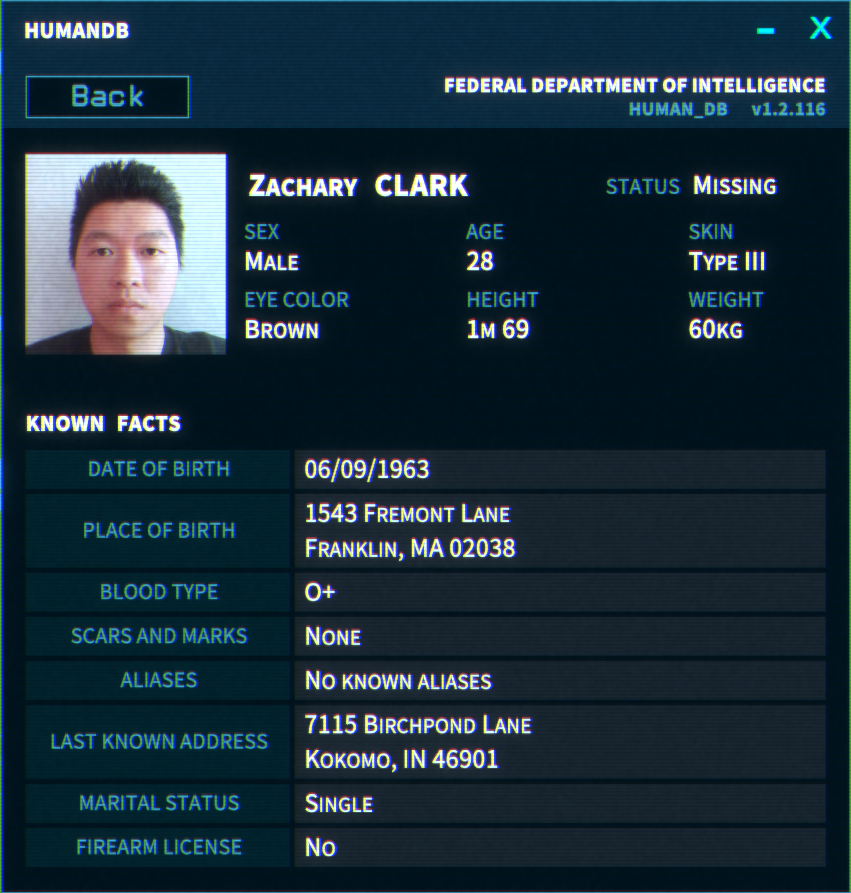 HUMANDB
– X
Back
FEDERAL DEPARTMENT OF INTELLIGENCE
HUMAN_DB v1.2.116
ZACHARY CLARK
STATUS MISSING
SEX AGE SKIN
MALE 28 TYPE III
EYE COLOR HEIGHT WEIGHT
BROWN 1M 69 60KG
KNOWN FACTS
DATE OF BIRTH 06/09/1963
PLACE OF BIRTH 1543 FREMONT LANE
FRANKLIN, MA 02038
BLOOD TYPE O+
SCARS AND MARKS NONE
ALIASES NO KNOWN ALIASES
LAST KNOWN ADDRESS 7115 BIRCHPOND LANE
KOKOMO, IN 46901
MARITAL STATUS SINGLE
FIREARM LICENSE NO